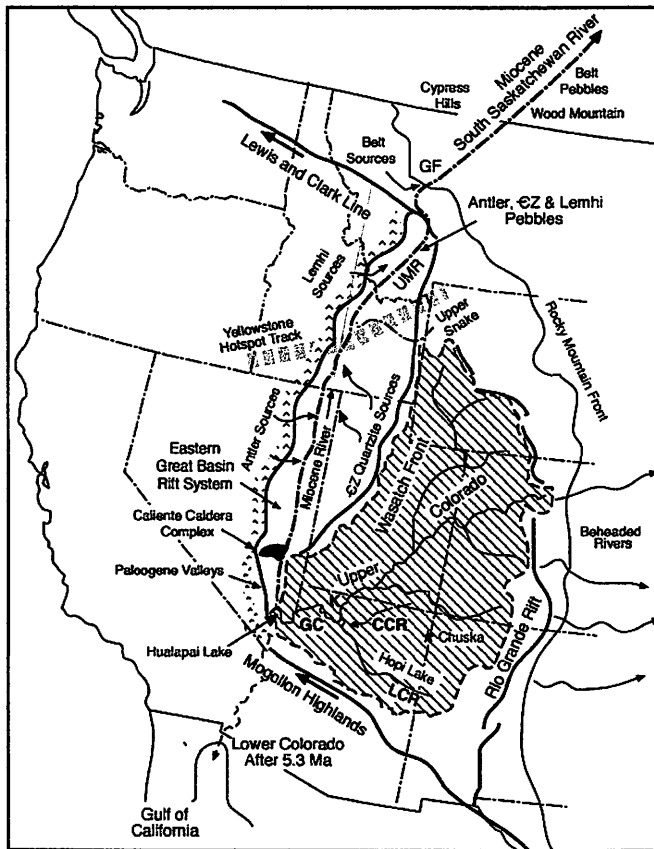 Miocene
South Saskatchewan River
Belt
Pebbles
Cypress
Hills
Wood Mountain
Belt
Sources
GF
Lewis and Clark Line
Antler, ЄZ & Lemhi
Pebbles
Lemhi
Sources
UMR
Upper
Snake
Yellowstone
Hotspot Track
Rocky Mountain Front
Antler Sources
Miocene River
ЄZ Quartzite Sources
Wasatch Front
Eastern
Great Basin
Rift System
Colorado
Caliente Caldera
Complex
Beheaded
Rivers
Paleogene Valleys
Upper
K
GC
CCR
Chuska
Rio Grande Rift
Hualapai Lake
Hopi Lake
LCR
Mogollon Highlands
Lower Colorado
After 5.3 Ma
Gulf of
California